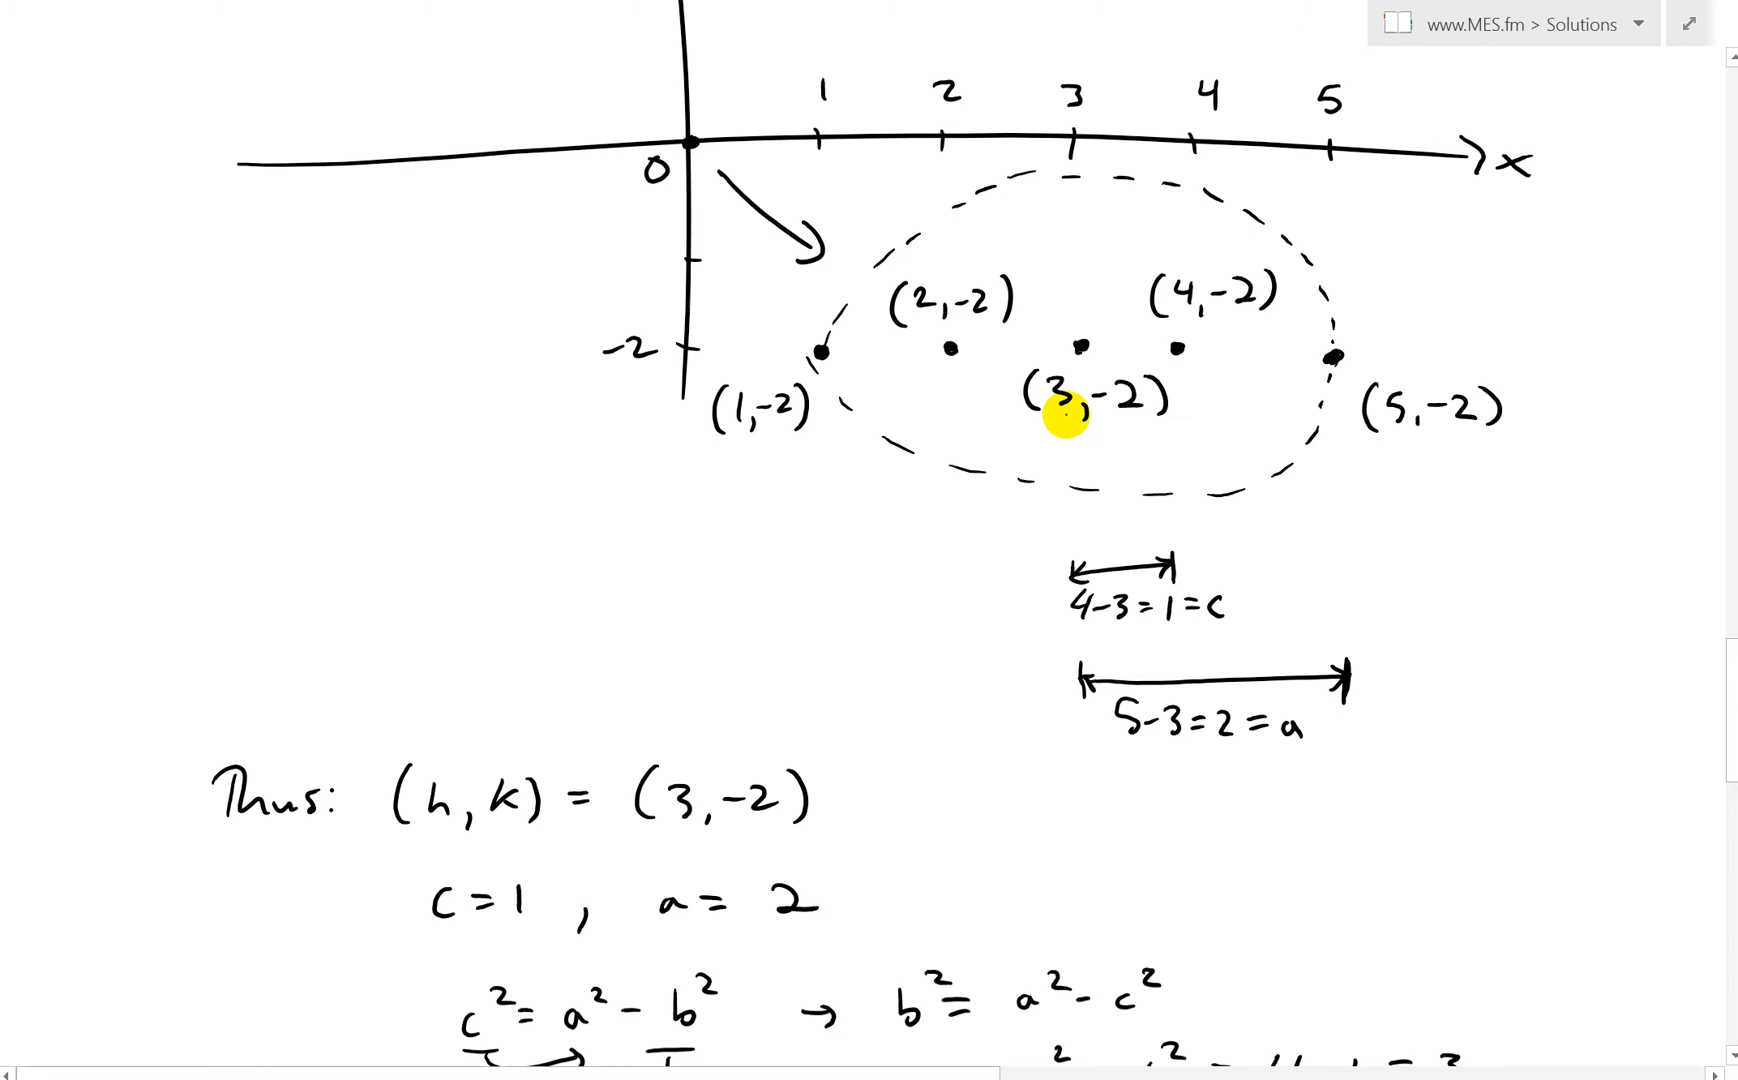 www.MES.fm > Solutions
1 2 3 4 5
0 x
(2,-2) (4,-2)
-2
(1,-2) (3,-2) (5,-2)
4-3=1=c
5-3=2=a
Thus: (h,k) = (3,-2)
c=1, a=2
c²=a²-b² → b²=a²-c²